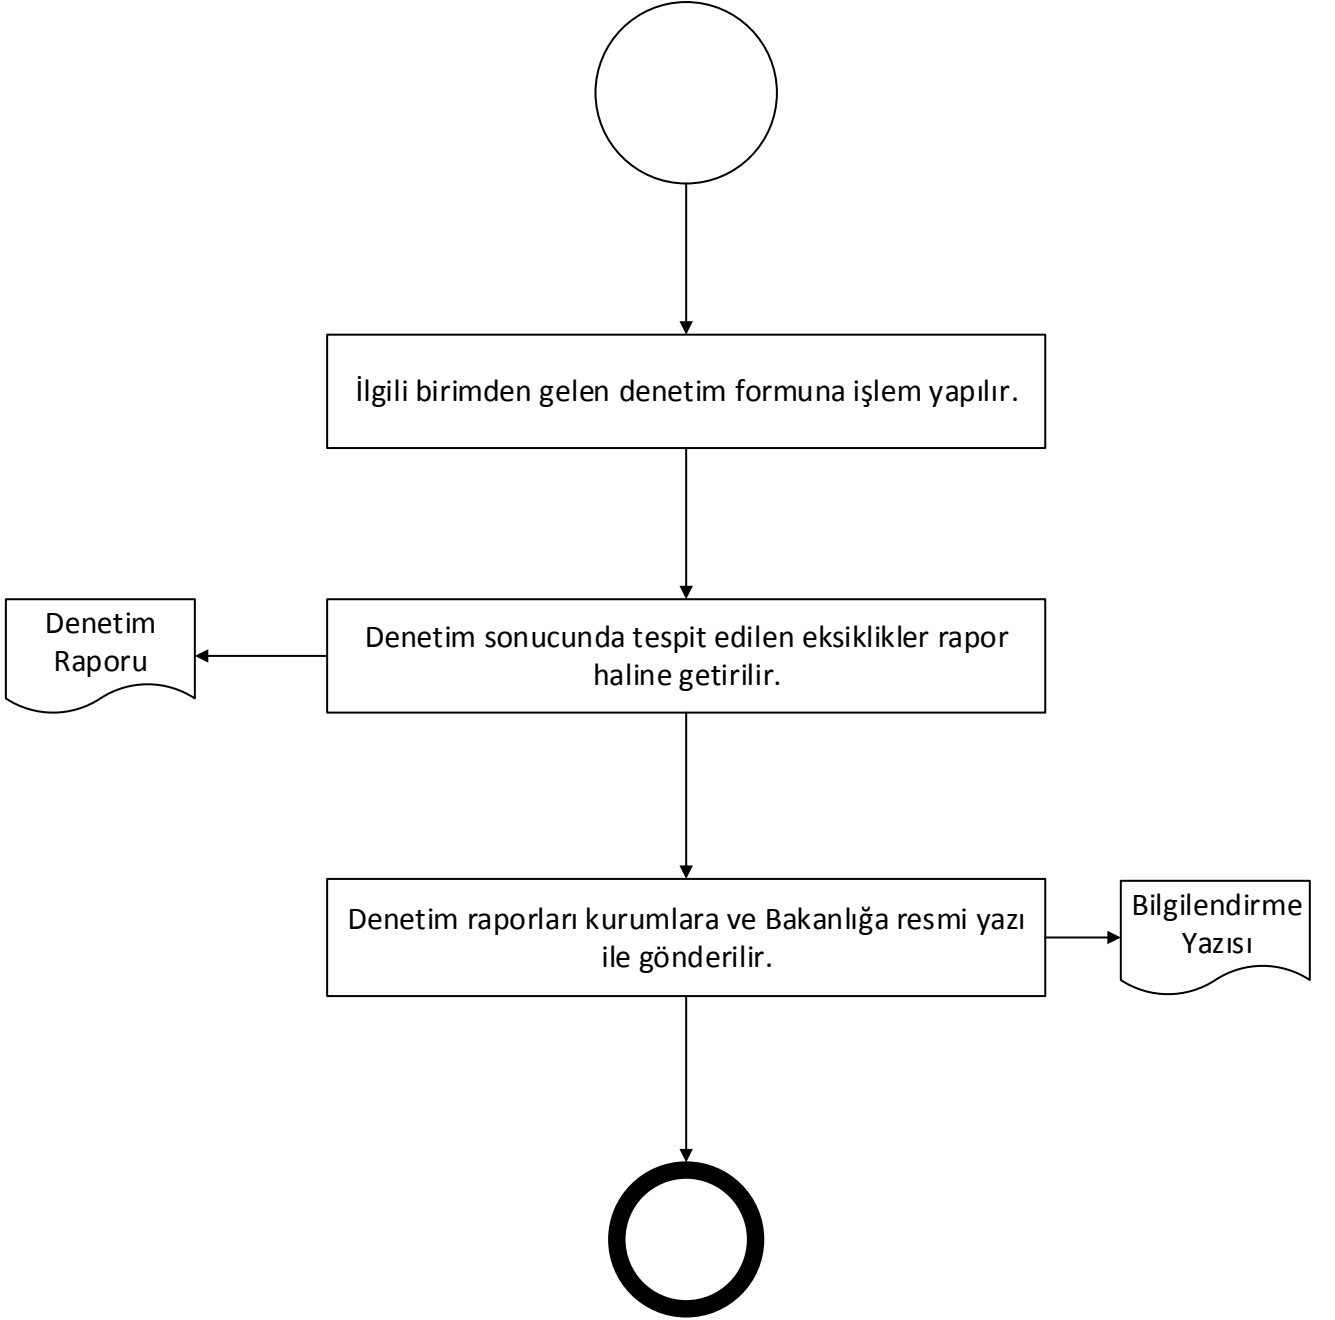 İlgili birimden gelen denetim formuna işlem yapılır.
Denetim
Raporu
Denetim sonucunda tespit edilen eksiklikler rapor
haline getirilir.
Denetim raporları kurumlara ve Bakanlığa resmi yazı
ile gönderilir.
Bilgilendirme
Yazısı